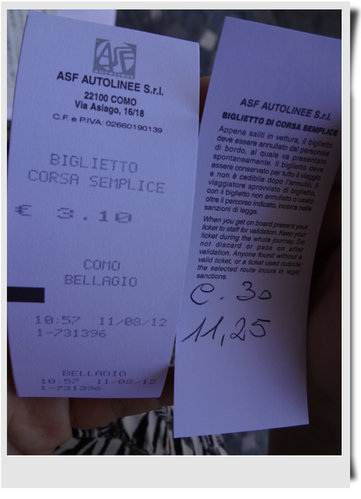 ASF
AUTOLINEE
ASF AUTOLINEE S.r.l.
22100 COMO
Via Asiago, 16/18
C.F. e P.IVA: 02660190139
BIGLIETTO
CORSA SEMPLICE
€ 3.10
COMO
BELLAGIO
10:57 11/08/12
1-731396
BELLAGIO
10:57 11/08/12
1-731396
ASF AUTOLINEE S.r.l.
BIGLIETTO DI CORSA SEMPLICE
Appena saliti in vettura, il biglietto
deve essere annullato dal personale
di bordo, al quale va presentato
spontaneamente. Il biglietto deve
essere conservato per tutto il viaggio
e non è cedibile dopo l'annullo. Il
viaggiatore sprovvisto di biglietto,
con il biglietto non annullato o usato
oltre il percorso indicato, incorre nelle
sanzioni di legge.
When you get on board present your
ticket to staff for validation. Keep your
ticket during the whole journey. Do
not discard or pass on after
validation. Anyone found without a
valid ticket, or a ticket used outside
the selected route incurs in legal
sanctions.
C. 30
11,25